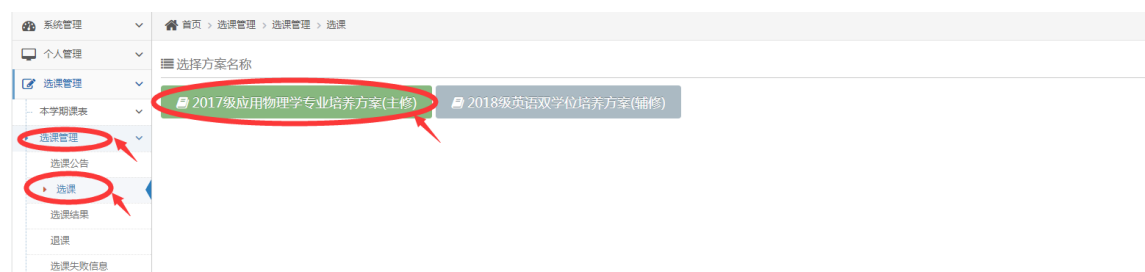 系统管理
个人管理
选课管理
本学期课表
选课管理
选课公告
选课
选课结果
退课
选课失败信息
首页 > 选课管理 > 选课管理 > 选课
选择方案名称
2017级应用物理学专业培养方案(主修)
2018级英语双学位培养方案(辅修)